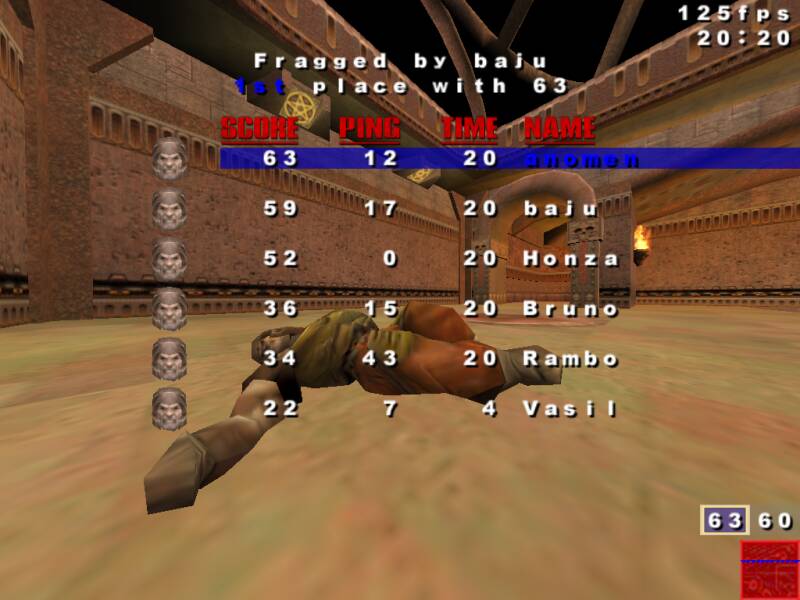 125fps
20:20
Fragged by baju
1st place with 63
SCORE PING TIME NAME
63 12 20 anomen
59 17 20 baju
52 0 20 Honza
36 15 20 Bruno
34 43 20 Rambo
22 7 4 Vasil
63 60